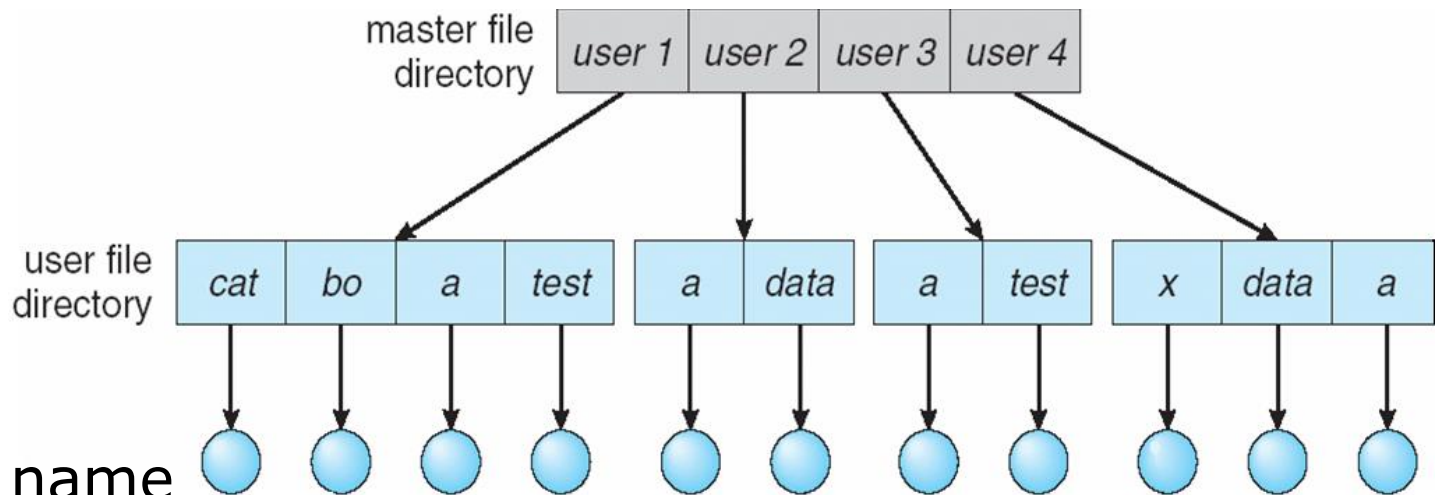 master file directory
user 1 user 2 user 3 user 4
user file directory
cat bo a test a data a test x data a
name